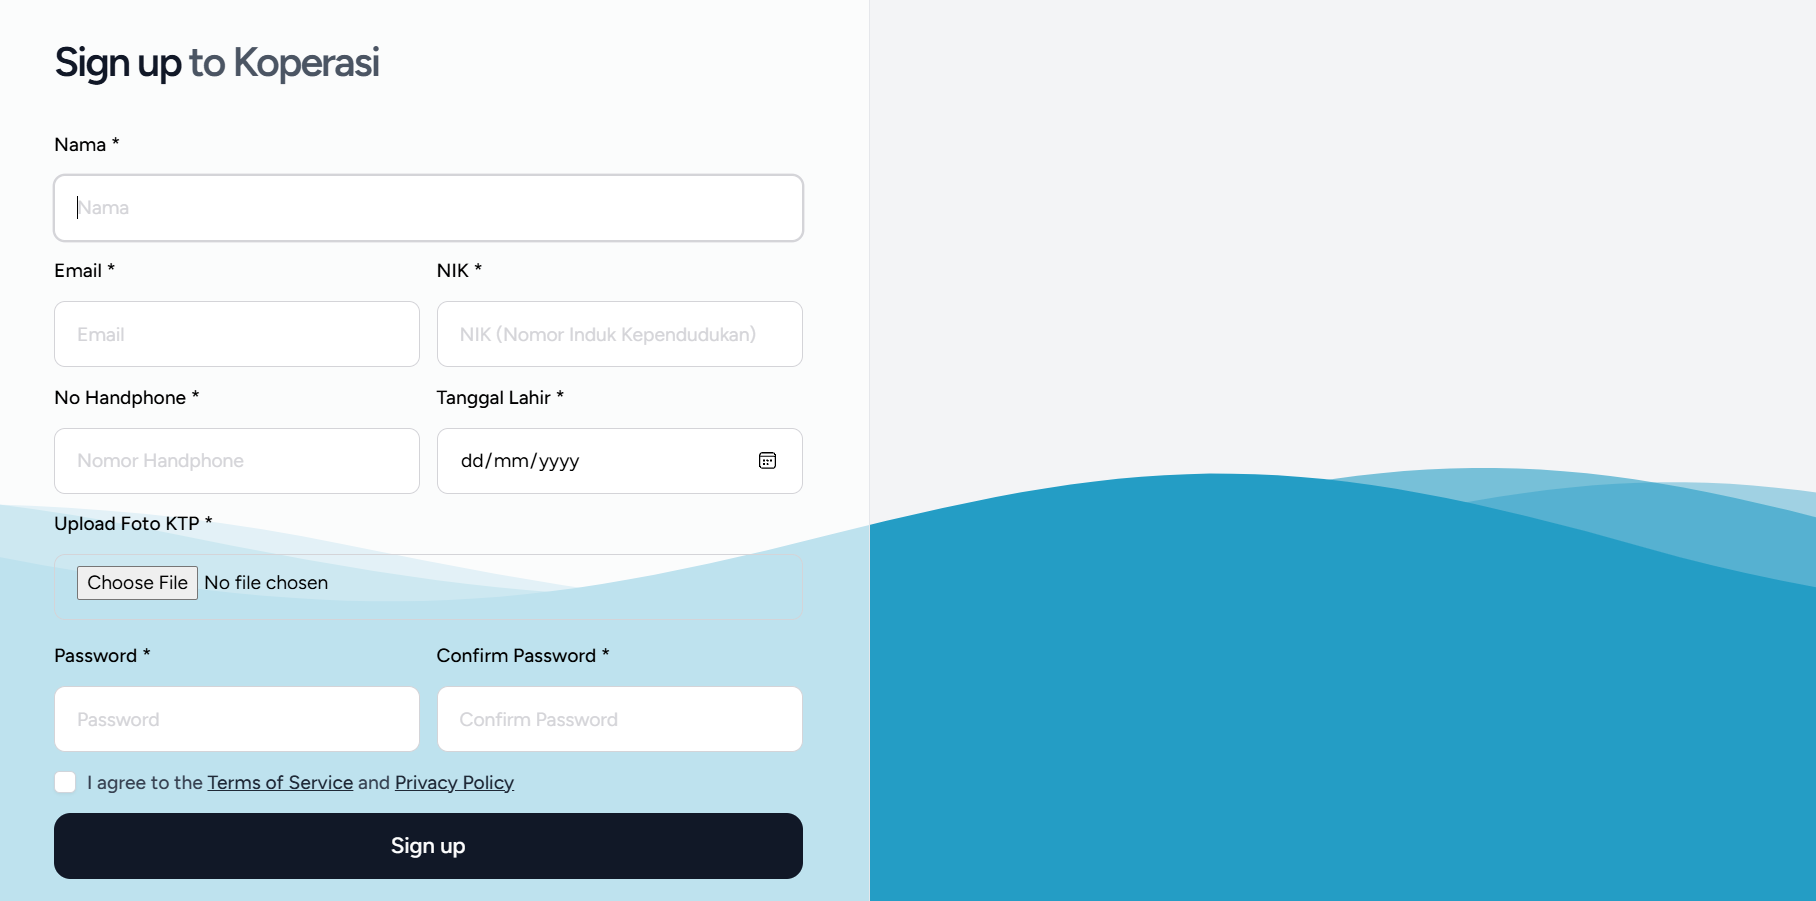 Sign up to Koperasi
Nama *
Nama
Email *
NIK *
Email
NIK (Nomor Induk Kependudukan)
No Handphone *
Tanggal Lahir *
Nomor Handphone
dd/mm/yyyy
Upload Foto KTP *
Choose File No file chosen
Password *
Confirm Password *
Password
Confirm Password
I agree to the Terms of Service and Privacy Policy
Sign up